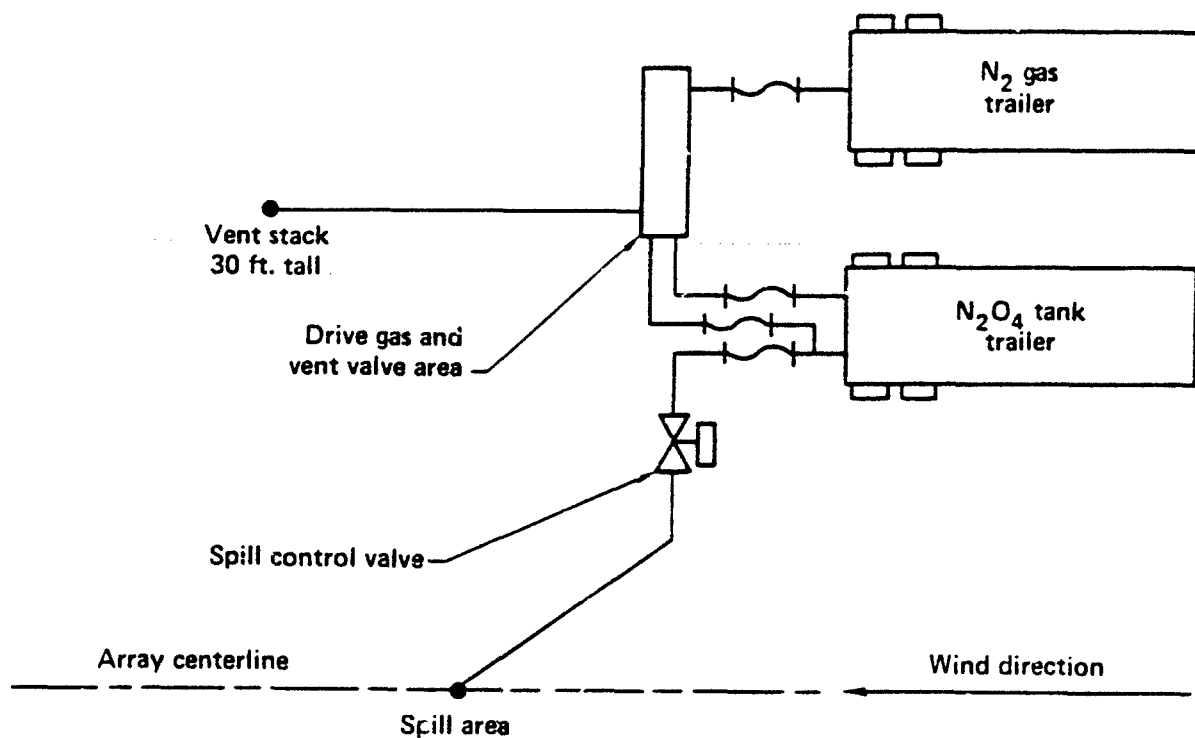 N2 gas
trailer
Vent stack
30 ft. tall
Drive gas and
vent valve area
N2O4 tank
trailer
Spill control valve
Array centerline
Wind direction
Spill area